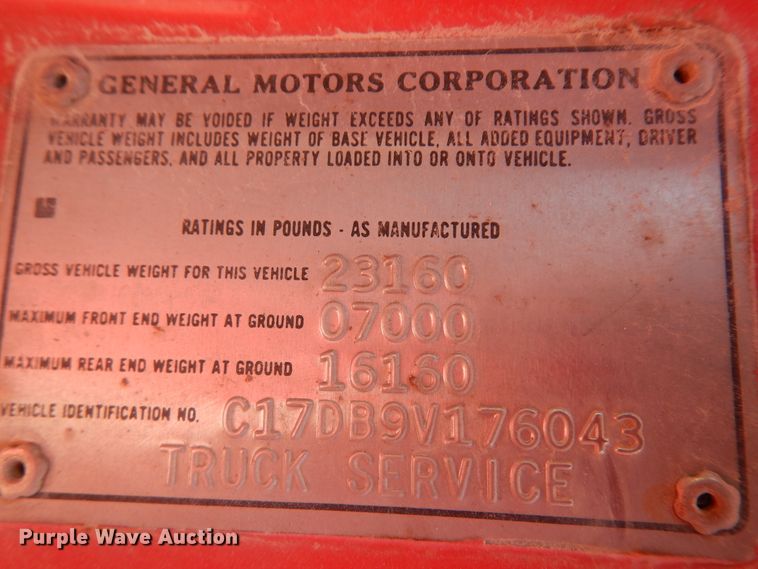 GENERAL MOTORS CORPORATION
WARRANTY MAY BE VOIDED IF WEIGHT EXCEEDS ANY OF RATINGS SHOWN. GROSS
VEHICLE WEIGHT INCLUDES WEIGHT OF BASE VEHICLE, ALL ADDED EQUIPMENT, DRIVER
AND PASSENGERS, AND ALL PROPERTY LOADED INTO OR ONTO VEHICLE.
RATINGS IN POUNDS - AS MANUFACTURED
GROSS VEHICLE WEIGHT FOR THIS VEHICLE 23160
MAXIMUM FRONT END WEIGHT AT GROUND 07000
MAXIMUM REAR END WEIGHT AT GROUND 16160
VEHICLE IDENTIFICATION NO. C17DB9V176043
TRUCK SERVICE
Purple Wave Auction